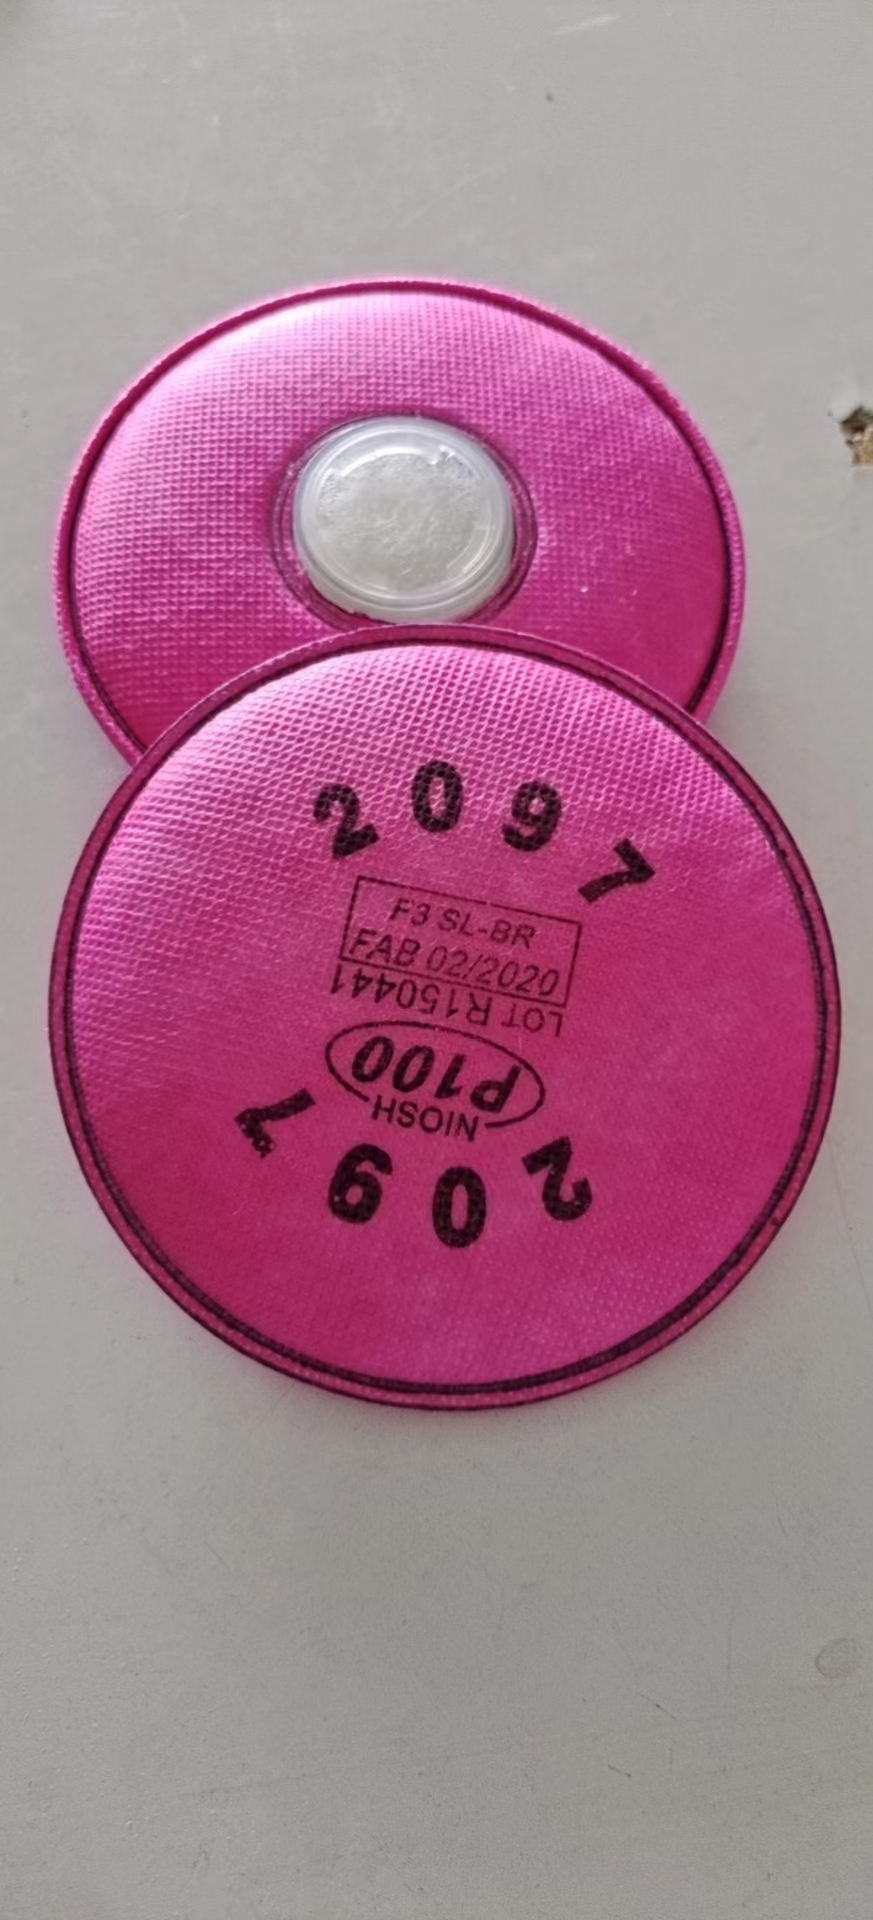 2097
F3 SL-BR
FAB 02/2020
LOT R150441
P100
NIOSH
2097